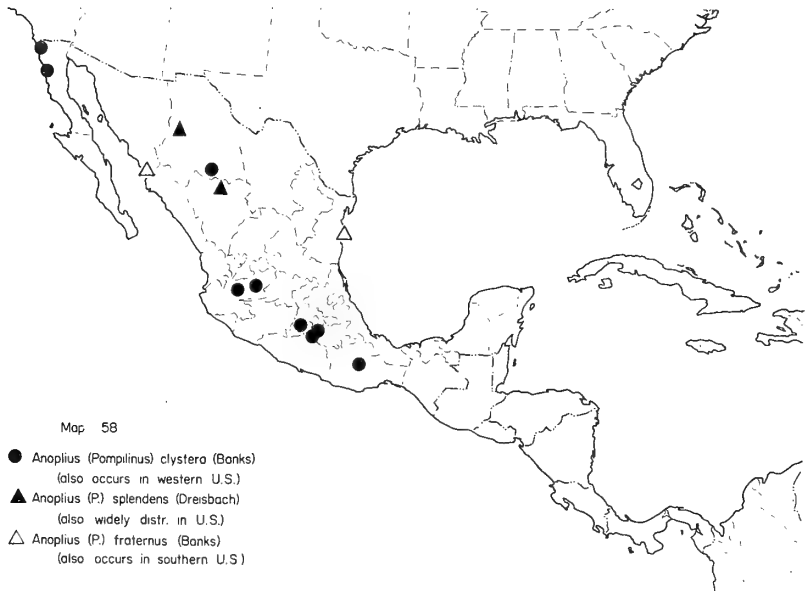 Map 58
Anoplius (Pompilinus) clystera (Banks)
(also occurs in western U.S.)
Anoplius (P.) splendens (Dreisbach)
(also widely distr. in U.S.)
Anoplius (P.) fraternus (Banks)
(also occurs in southern U.S)